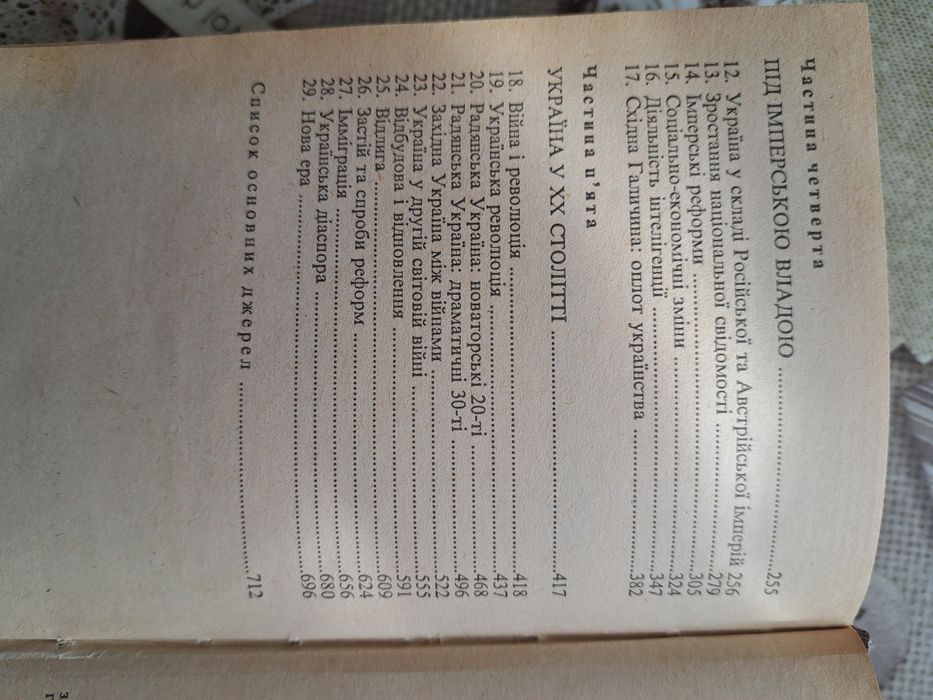 Частина четверта
ПІД ІМПЕРСЬКОЮ ВЛАДОЮ ........ 255
12. Україна у складі Російської та Австрійської імперій 256
13. Зростання національної свідомості ........ 279
14. Імперські реформи ........ 305
15. Соціально-економічні зміни ........ 324
16. Діяльність інтелігенції ........ 347
17. Східна Галичина: оплот українства ........ 382
Частина п’ята
УКРАЇНА У XX СТОЛІТТІ ........ 417
18. Війна і революція ........ 418
19. Українська революція ........ 437
20. Радянська Україна: новаторські 20-ті ........ 468
21. Радянська Україна: драматичні 30-ті ........ 496
22. Західна Україна між війнами ........ 522
23. Україна у другій світовій війні ........ 555
24. Відбудова і відновлення ........ 591
25. Відлига ........ 609
26. Застій та спроби реформ ........ 624
27. Імміграція ........ 656
28. Українська діаспора ........ 680
29. Нова ера ........ 696
Список основних джерел ........ 712